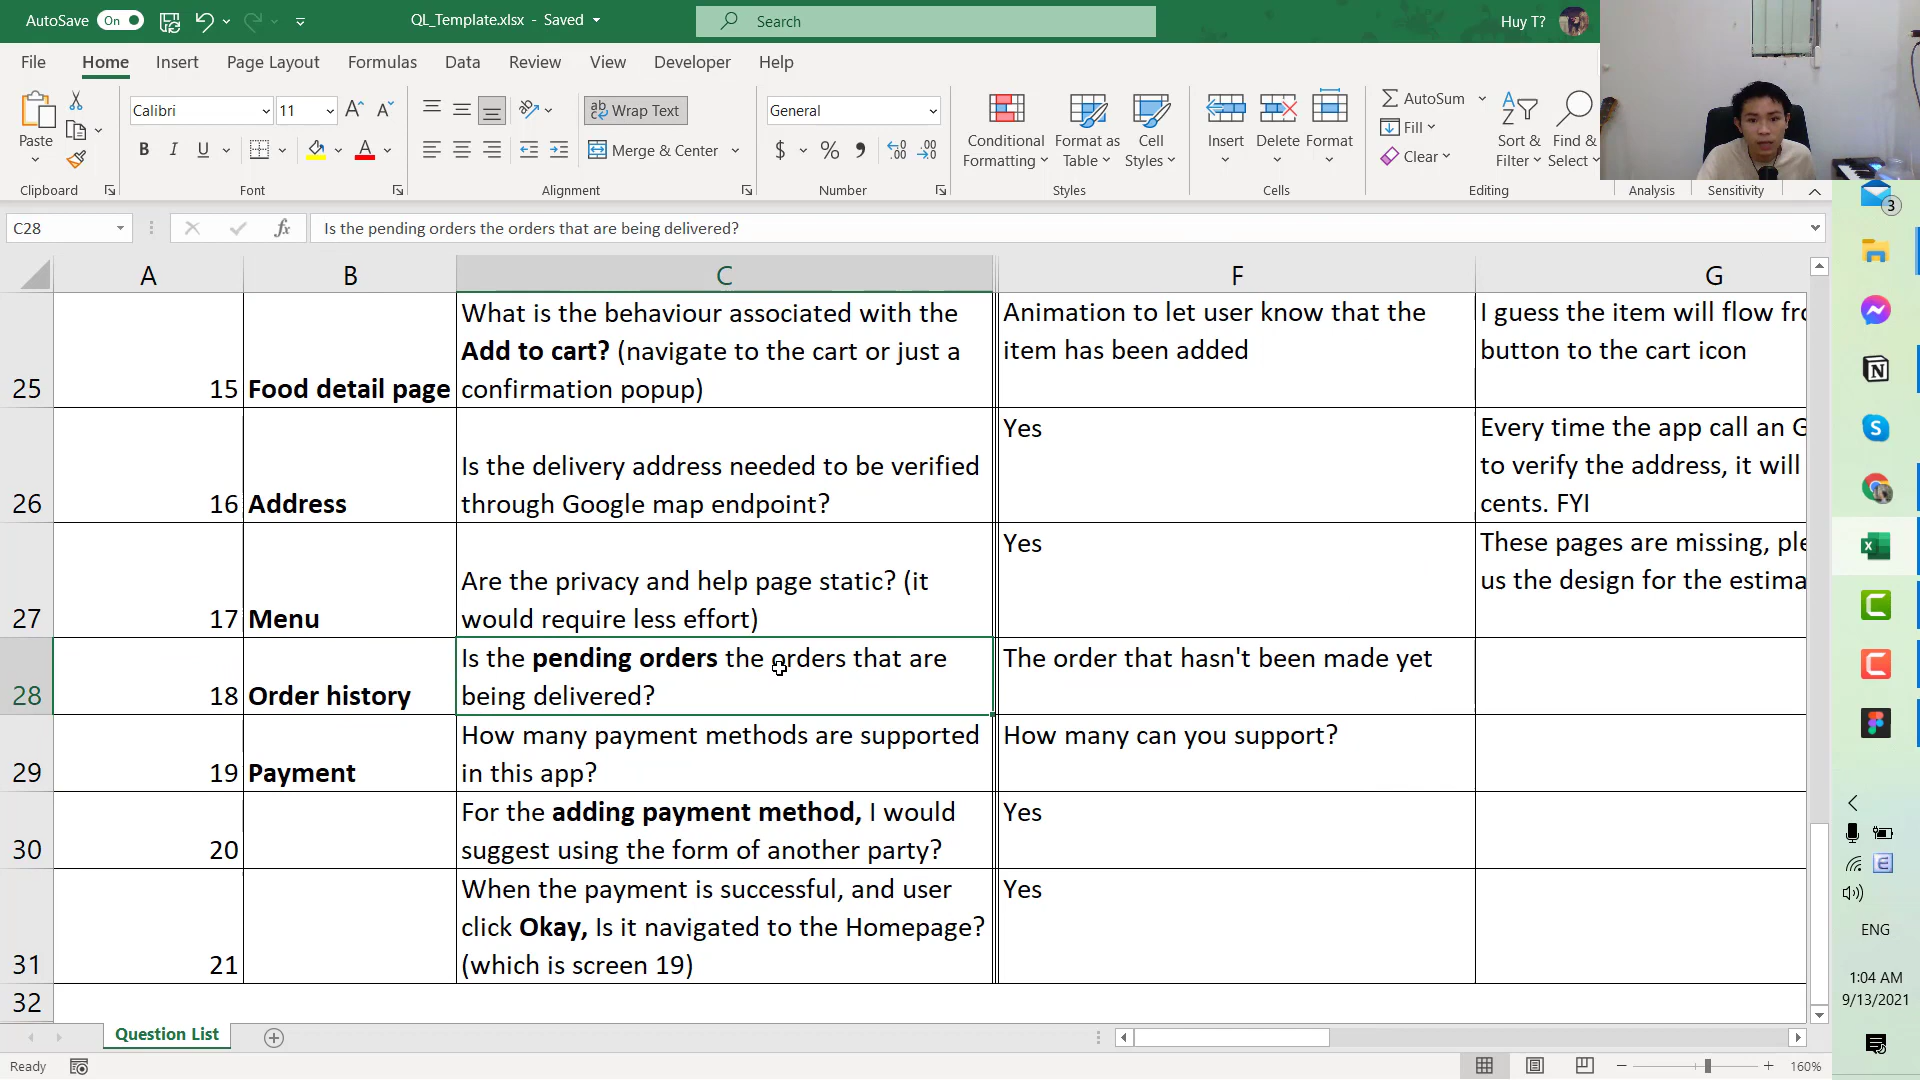 AutoSave On QL_Template.xlsx - Saved Search Huy T?
File Home Insert Page Layout Formulas Data Review View Developer Help
Paste Calibri 11 Wrap Text General Conditional Format as Cell Insert Delete Format AutoSum Sort & Find &
B I U Merge & Center $ % Formatting Table Styles Fill Clear Filter Select
Clipboard Font Alignment Number Styles Cells Editing Analysis Sensitivity
C28 fx Is the pending orders the orders that are being delivered?
A B C F G
25 15 Food detail page
What is the behaviour associated with the
Add to cart? (navigate to the cart or just a
confirmation popup)
Animation to let user know that the
item has been added
I guess the item will flow fro
button to the cart icon
26 16 Address
Is the delivery address needed to be verified
through Google map endpoint?
Yes
Every time the app call an G
to verify the address, it will
cents. FYI
27 17 Menu
Are the privacy and help page static? (it
would require less effort)
Yes
These pages are missing, ple
us the design for the estima
28 18 Order history
Is the pending orders the orders that are
being delivered?
The order that hasn't been made yet
29 19 Payment
How many payment methods are supported
in this app?
How many can you support?
30 20
For the adding payment method, I would
suggest using the form of another party?
Yes
31 21
When the payment is successful, and user
click Okay, Is it navigated to the Homepage?
(which is screen 19)
Yes
32
Question List
Ready 160%
3
ENG
1:04 AM
9/13/2021